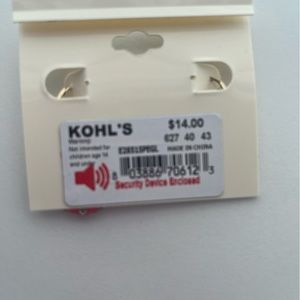 KOHL'S
$14.00
Warning:
627 40 43
Not intended for
children age 14
and under
MADE IN CHINA
8 03886 70612 3
Security Device Enclosed